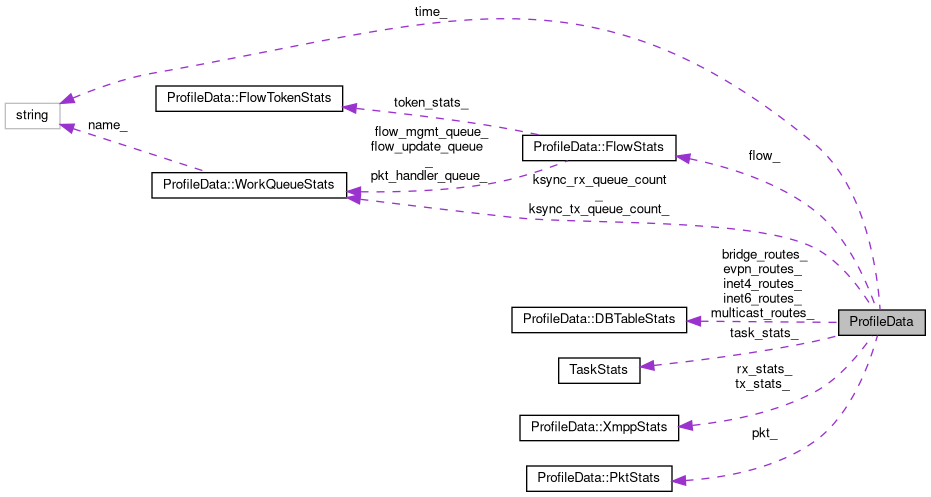 time_
ProfileData::FlowTokenStats
string
token_stats_
name_
flow_mgmt_queue_
flow_update_queue
_
pkt_handler_queue_
ProfileData::FlowStats
flow_
ProfileData::WorkQueueStats
ksync_rx_queue_count
_
ksync_tx_queue_count_
bridge_routes_
evpn_routes_
inet4_routes_
inet6_routes_
multicast_routes_
ProfileData::DBTableStats
ProfileData
task_stats_
TaskStats
rx_stats_
tx_stats_
ProfileData::XmppStats
pkt_
ProfileData::PktStats